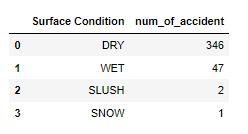 Surface Condition num_of_accident
0 DRY 346
1 WET 47
2 SLUSH 2
3 SNOW 1